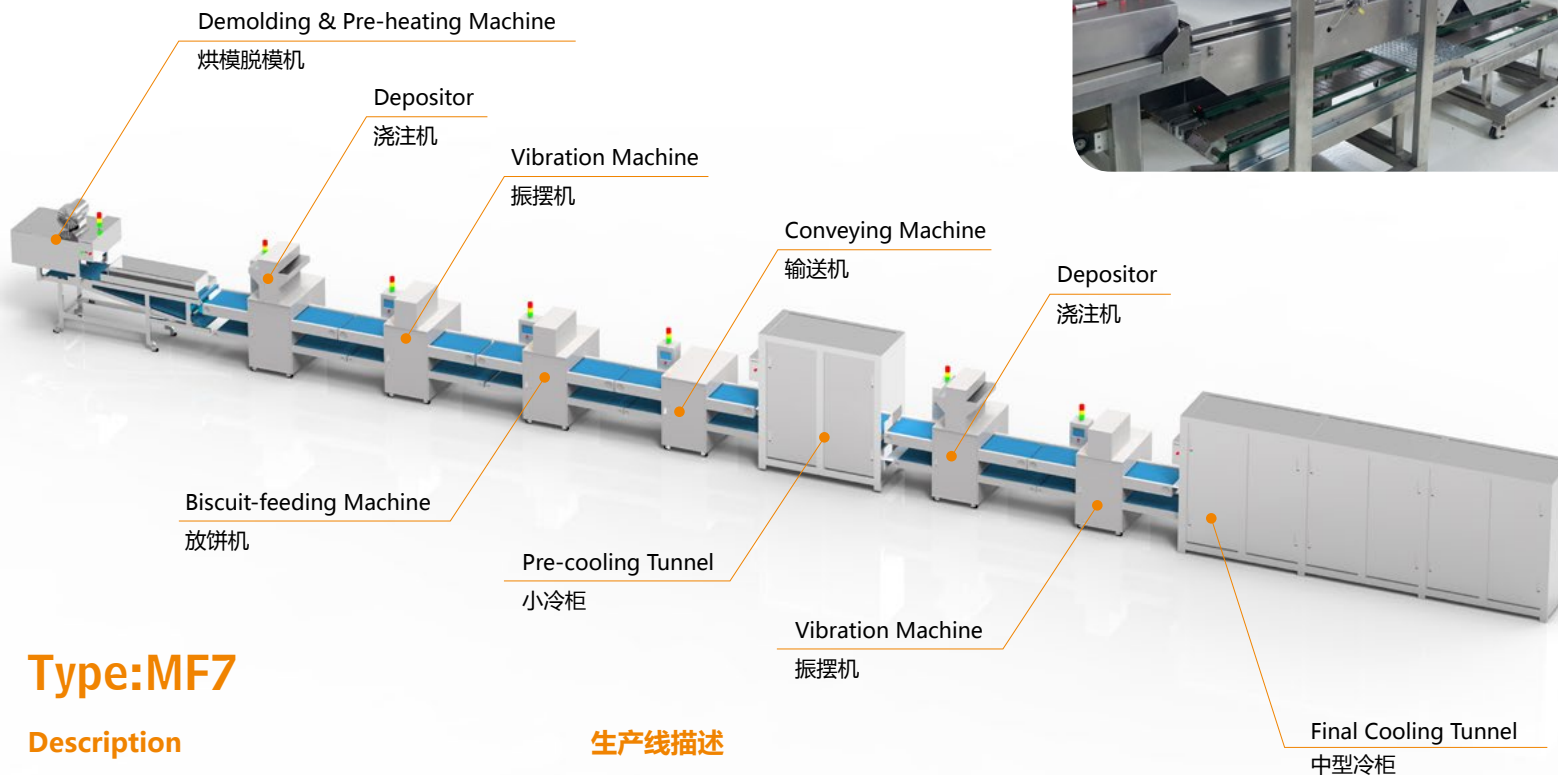 Demolding & Pre-heating Machine
烘模脱模机
Depositor
浇注机
Vibration Machine
振摆机
Conveying Machine
输送机
Depositor
浇注机
Biscuit-feeding Machine
放饼机
Pre-cooling Tunnel
小冷柜
Vibration Machine
振摆机
Final Cooling Tunnel
中型冷柜
Type:MF7
Description
生产线描述